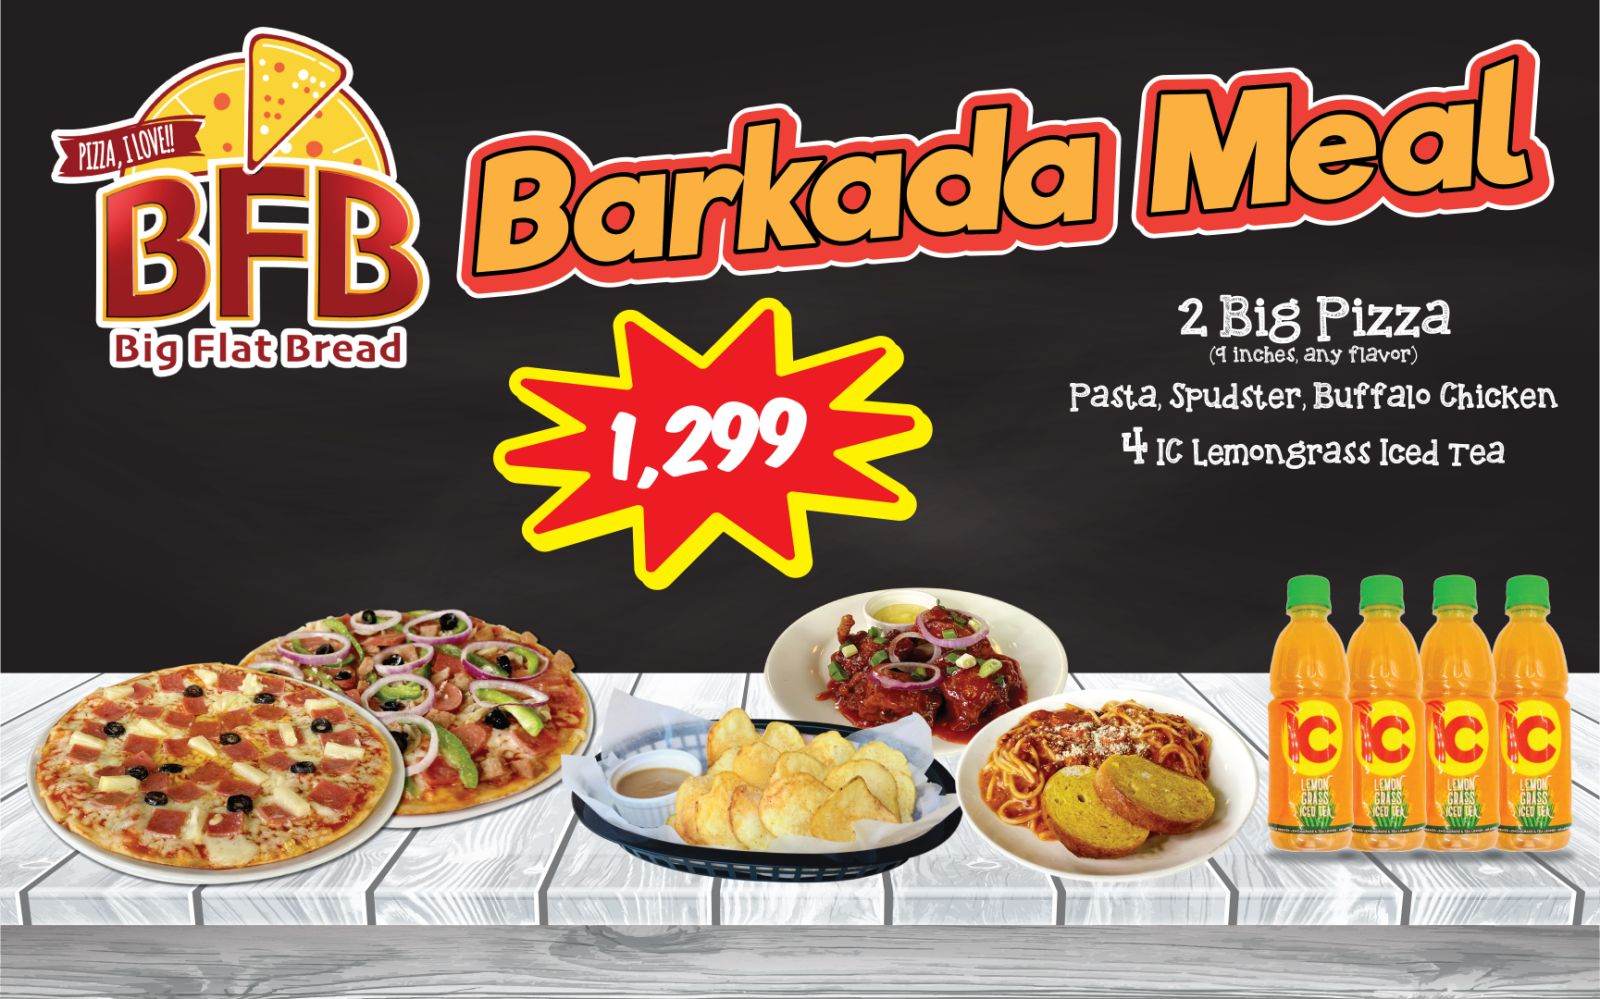 PIZZA, I LOVE!!
BFB
Big Flat Bread
Barkada Meal
1,299
2 Big Pizza
(9 inches, any flavor)
Pasta, Spudster, Buffalo Chicken
4 IC Lemongrass Iced Tea
IC
LEMON
GRASS
ICED TEA
IC
LEMON
GRASS
ICED TEA
IC
LEMON
GRASS
ICED TEA
IC
LEMON
GRASS
ICED TEA